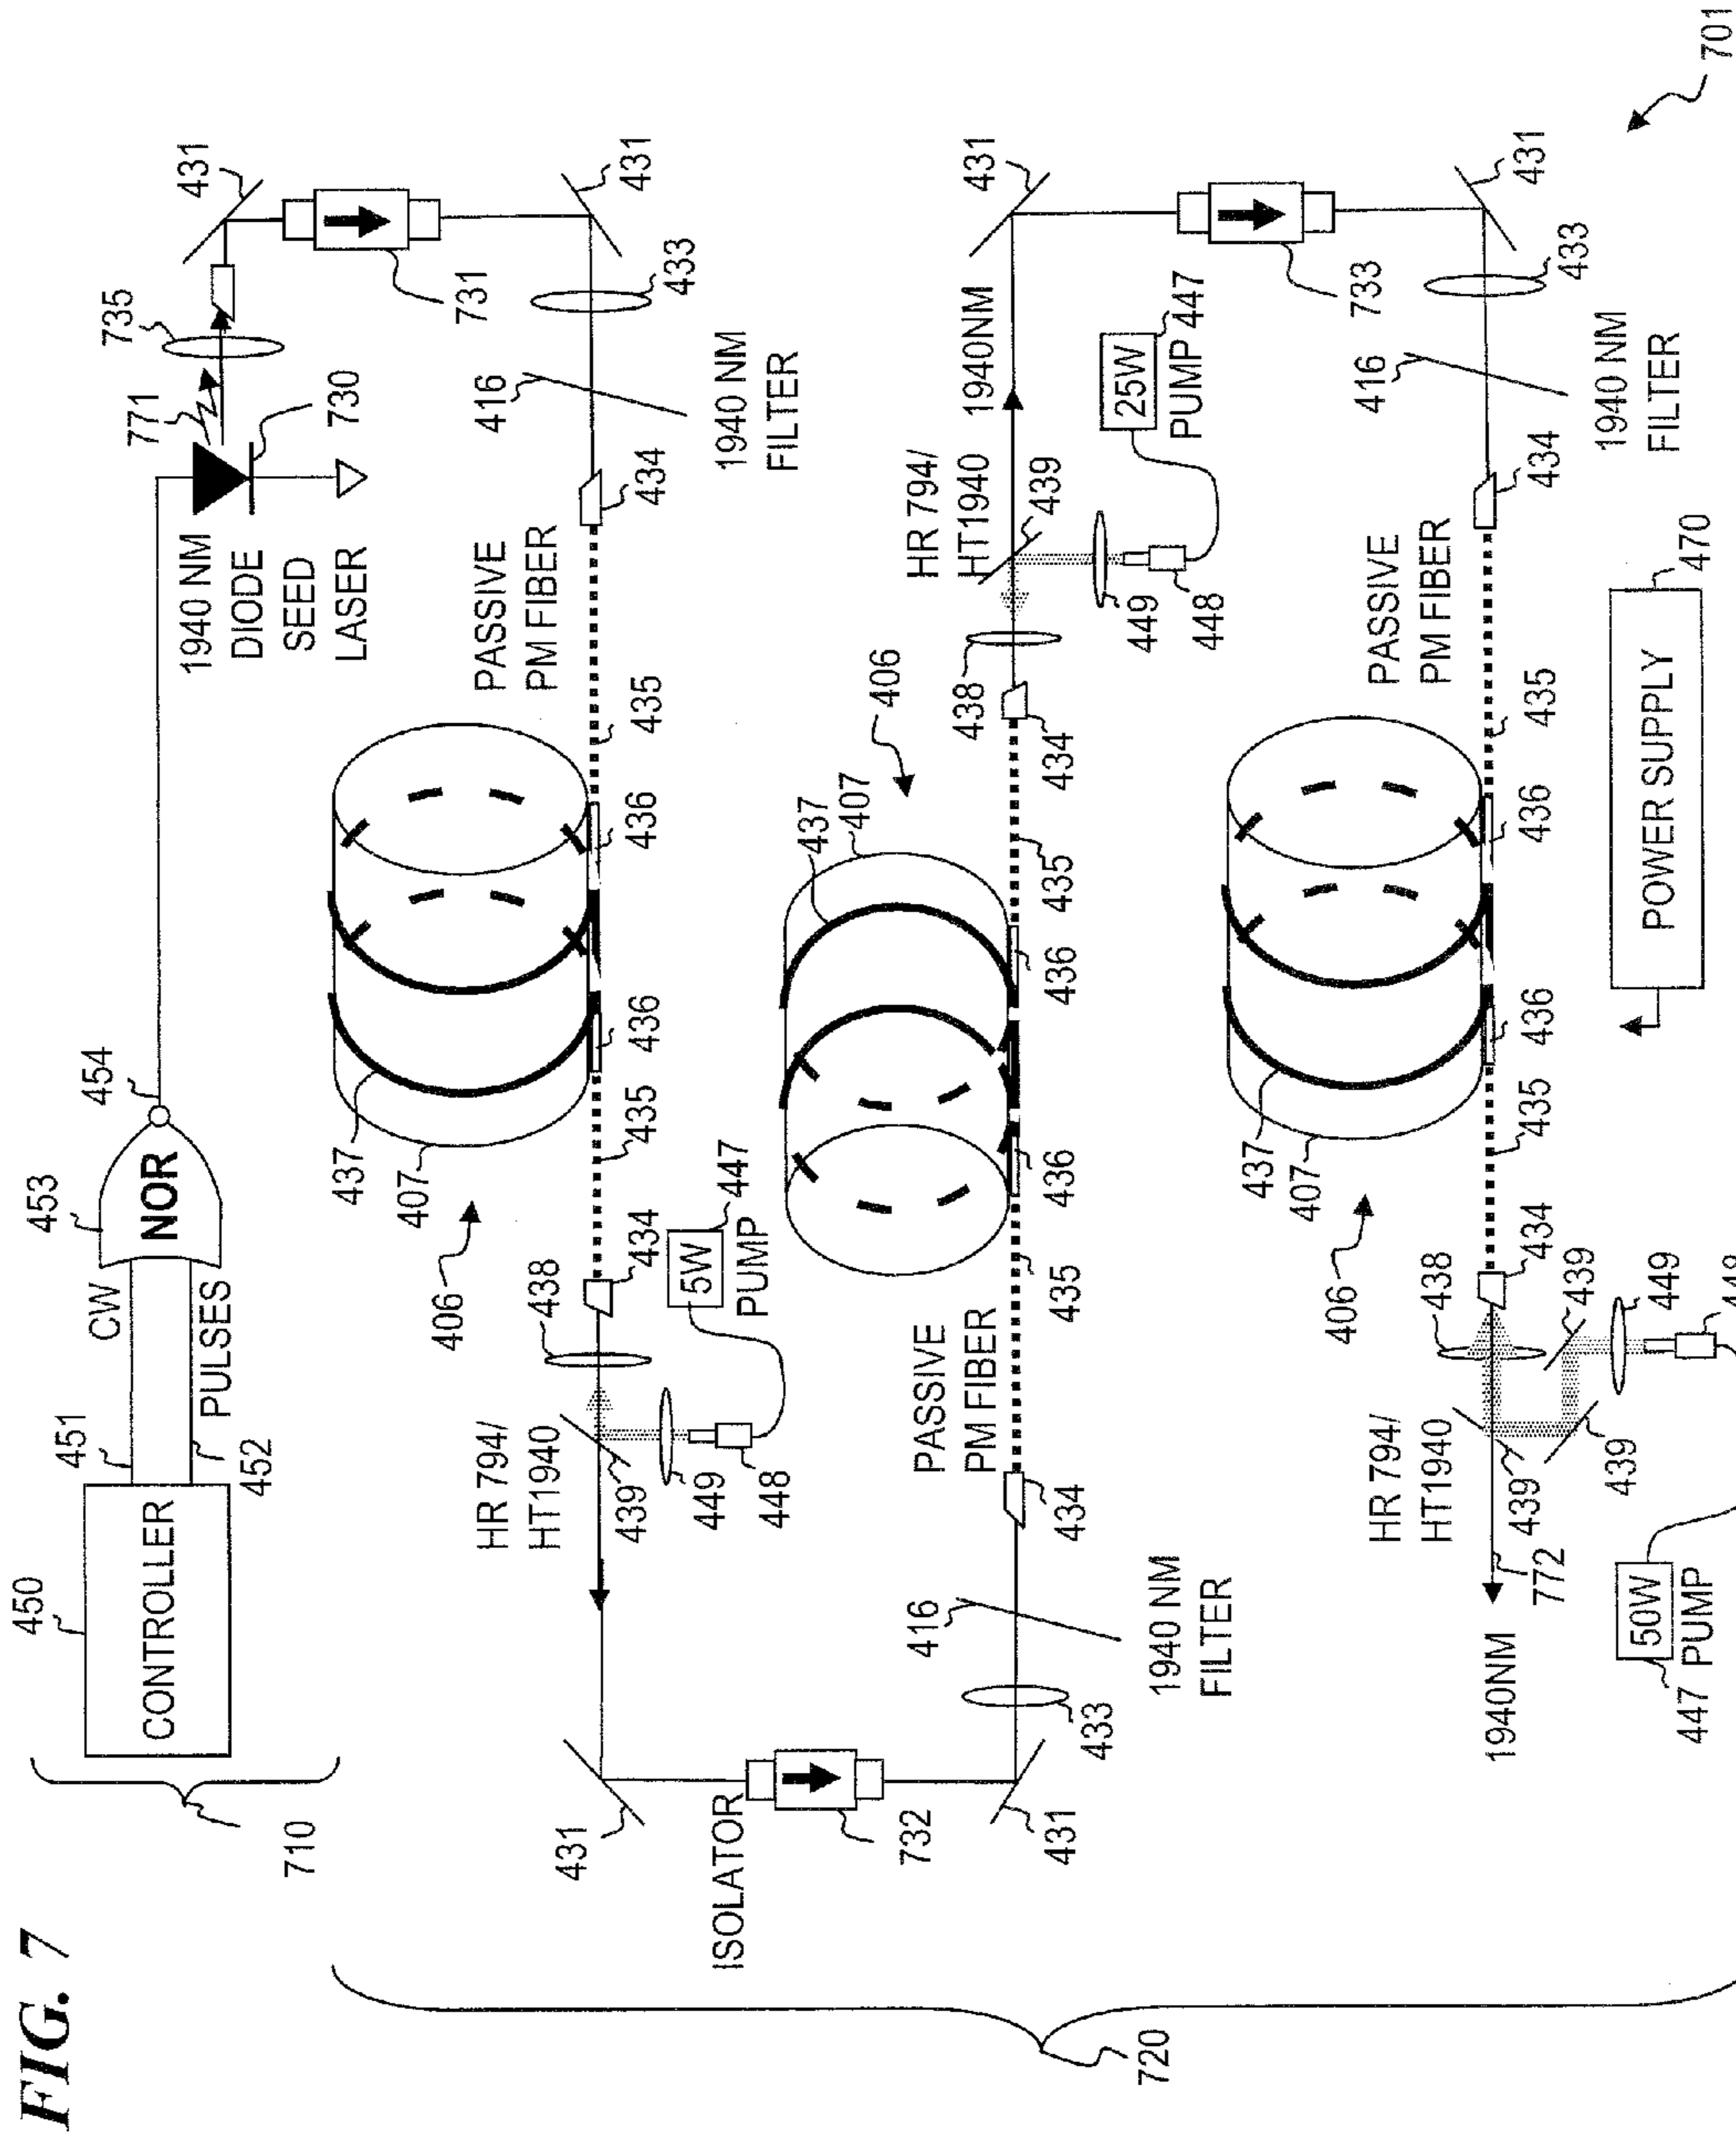 FIG. 7
710
450
CONTROLLER
451
CW
PULSES
452
453
NOR
454
1940 NM
DIODE
SEED
LASER
771
730
735
431
731
431
433
416
1940 NM
FILTER
434
PASSIVE
PM FIBER
435
436
436
437
407
406
435
434
438
5W
447
PUMP
HR 794/
HT1940
439
449
448
431
ISOLATOR
732
431
433
416
1940 NM
FILTER
434
PASSIVE
PM FIBER
435
436
436
437
407
406
435
434
438
HR 794/
HT1940
439
449
448
25W
447
PUMP
1940NM
431
733
431
433
416
1940 NM
FILTER
434
PASSIVE
PM FIBER
435
436
436
437
407
406
435
434
438
439
449
HR 794/
HT1940
439
439
772
1940NM
50W
PUMP
447
POWER SUPPLY
470
720
701